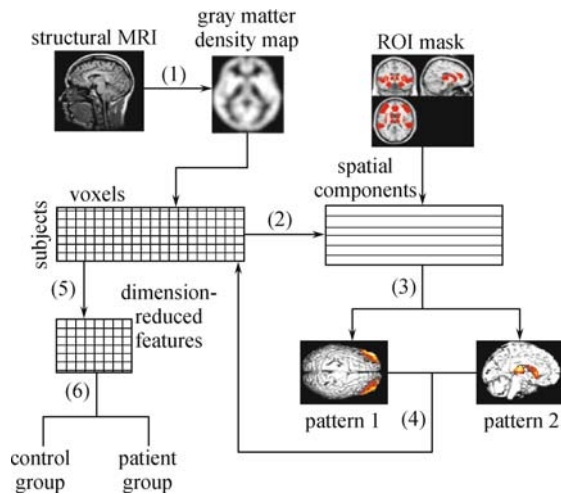 structural MRI
gray matter
density map
ROI mask
(1)
voxels
subjects
(2)
spatial
components
(3)
(5)
dimension-
reduced
features
(6)
pattern 1
(4)
pattern 2
control
group
patient
group